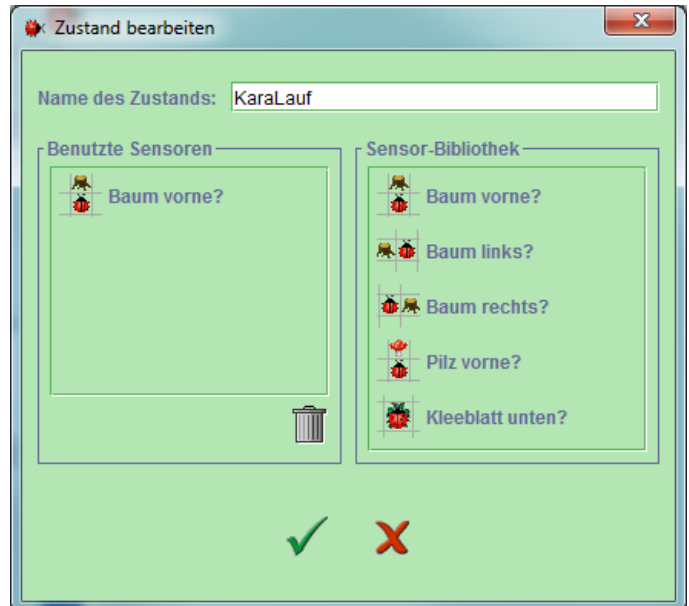 Zustand bearbeiten
Name des Zustands: KaraLauf
Benutzte Sensoren
Baum vorne?
Sensor-Bibliothek
Baum vorne?
Baum links?
Baum rechts?
Pilz vorne?
Kleeblatt unten?